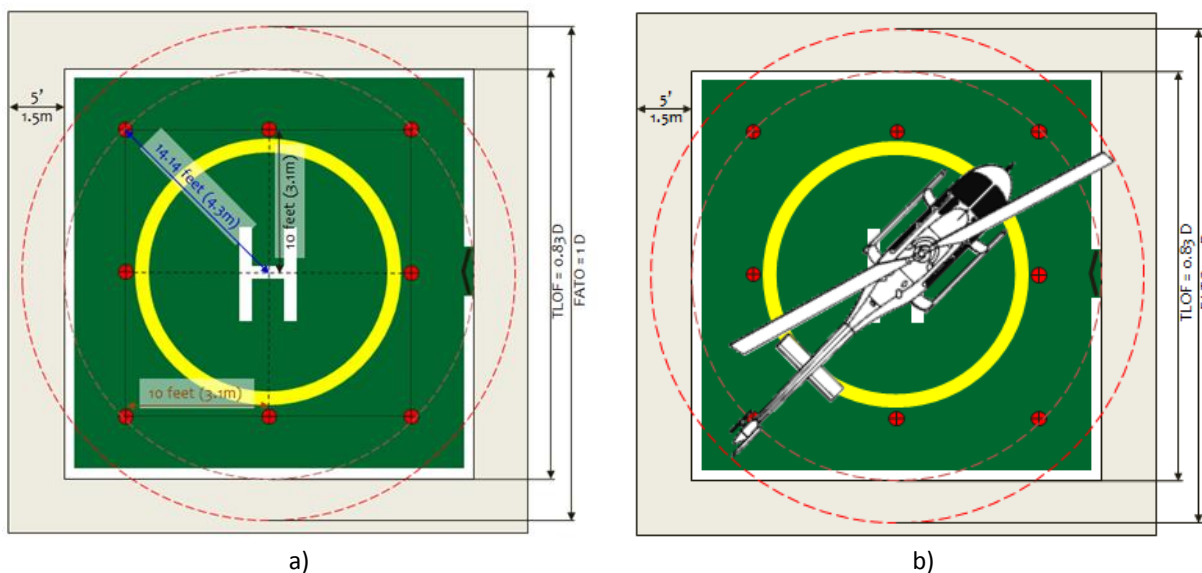 5'
1.5m
14.14 feet (4.3m)
10 feet (3.1m)
H
10 feet (3.1m)
TLOF = 0.83 D
FATO = 1 D
a)
5'
1.5m
TLOF = 0.83 D
b)